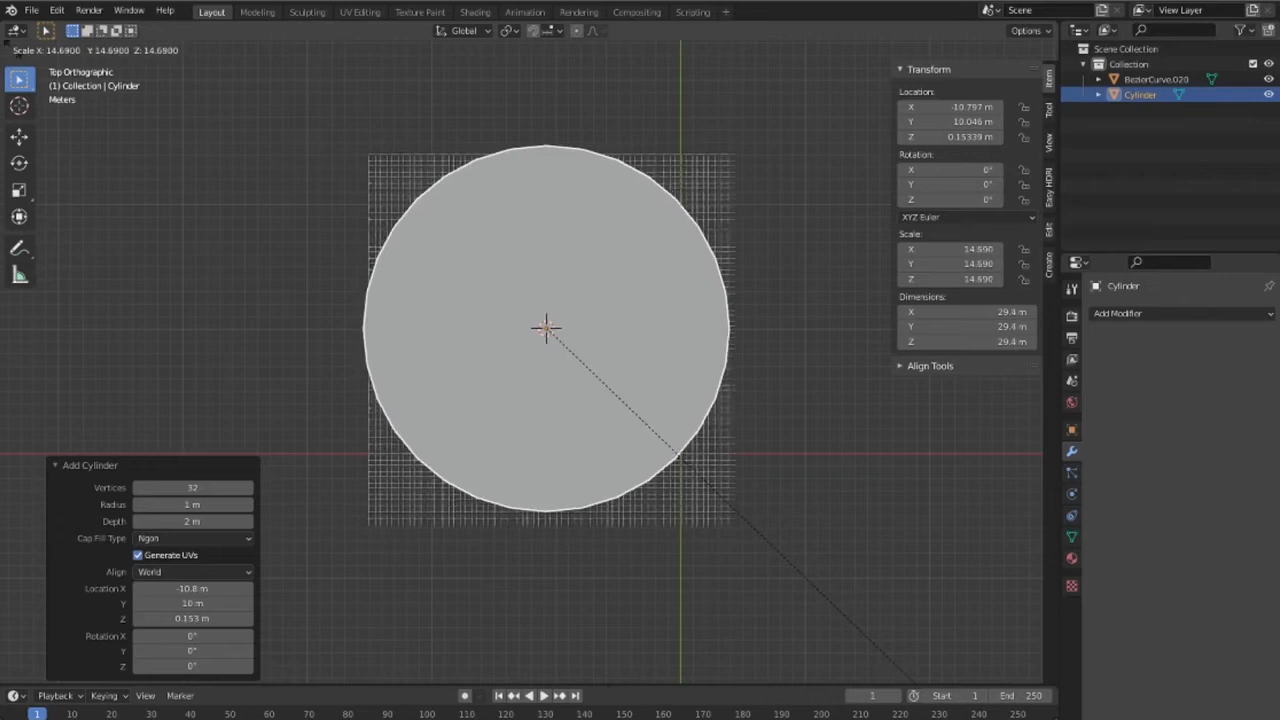 File Edit Render Window Help Layout Modeling Sculpting UV Editing Texture Paint Shading Animation Rendering Compositing Scripting + Scene View Layer
Global Options
Scale X: 14.6900 Y: 14.6900 Z: 14.6900
Top Orthographic
(1) Collection | Cylinder
Meters
Transform
Location:
X -10.797 m
Y 10.046 m
Z 0.15339 m
Rotation:
X 0°
Y 0°
Z 0°
XYZ Euler
Scale:
X 14.690
Y 14.690
Z 14.690
Dimensions:
X 29.4 m
Y 29.4 m
Z 29.4 m
Align Tools
Item
Tool
View
Easy HDRI
Edit
Create
Scene Collection
Collection
BezierCurve.020
Cylinder
Cylinder
Add Modifier
Add Cylinder
Vertices 32
Radius 1 m
Depth 2 m
Cap Fill Type Ngon
Generate UVs
Align World
Location X -10.8 m
Y 10 m
Z 0.153 m
Rotation X 0°
Y 0°
Z 0°
Playback Keying View Marker 1 Start 1 End 250
1 10 20 30 40 50 60 70 80 90 100 110 120 130 140 150 160 170 180 190 200 210 220 230 240 250